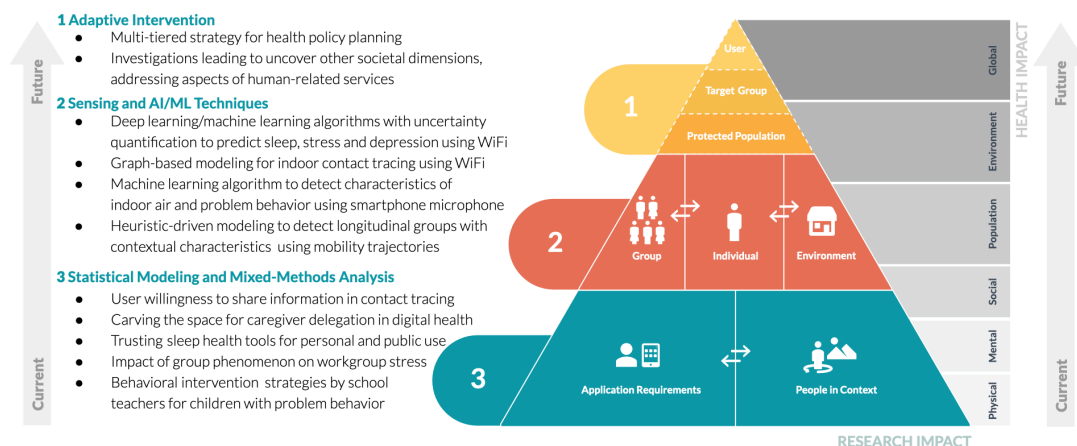 1 Adaptive Intervention
● Multi-tiered strategy for health policy planning
● Investigations leading to uncover other societal dimensions,
addressing aspects of human-related services
2 Sensing and AI/ML Techniques
● Deep learning/machine learning algorithms with uncertainty
quantification to predict sleep, stress and depression using WiFi
● Graph-based modeling for indoor contact tracing using WiFi
● Machine learning algorithm to detect characteristics of
indoor air and problem behavior using smartphone microphone
● Heuristic-driven modeling to detect longitudinal groups with
contextual characteristics using mobility trajectories
3 Statistical Modeling and Mixed-Methods Analysis
● User willingness to share information in contact tracing
● Carving the space for caregiver delegation in digital health
● Trusting sleep health tools for personal and public use
● Impact of group phenomenon on workgroup stress
● Behavioral intervention strategies by school
teachers for children with problem behavior
Future
Current
1
User
Target Group
Protected Population
2
Group
Individual
Environment
3
Application Requirements
People in Context
Global
Environment
Population
Social
Mental
Physical
HEALTH IMPACT
Future
Current
RESEARCH IMPACT